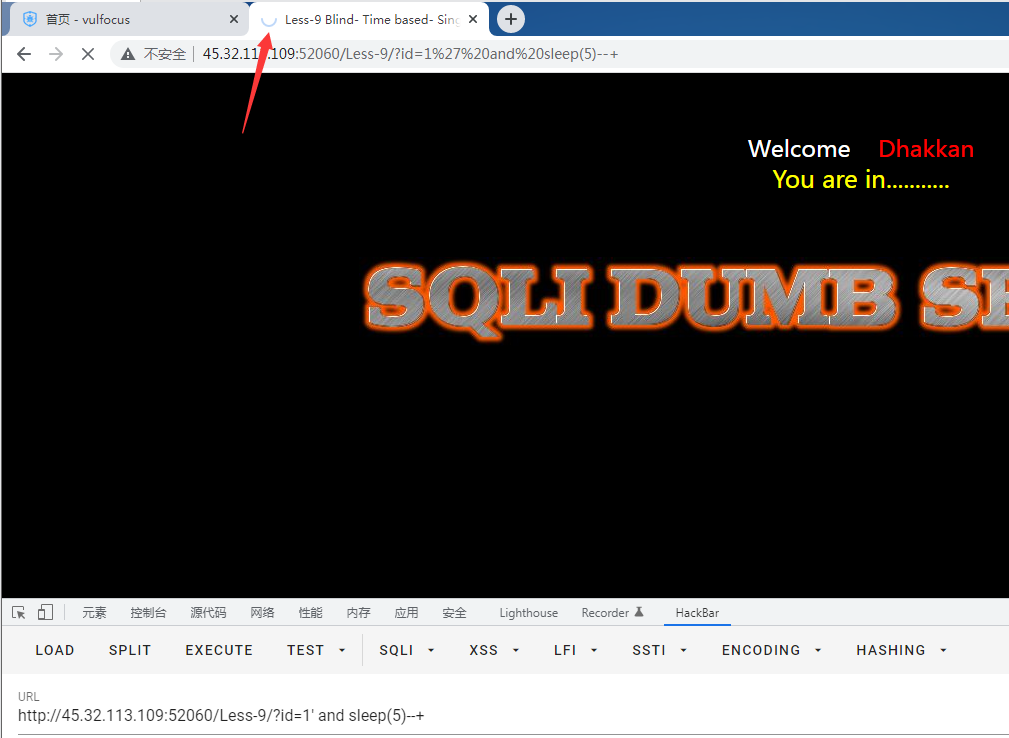 首页 - vulfocus
Less-9 Blind- Time based- Sing
不安全 45.32.113.109:52060/Less-9/?id=1%27%20and%20sleep(5)--+
Welcome Dhakkan
You are in...........
SQLI DUMB SE
元素 控制台 源代码 网络 性能 内存 应用 安全 Lighthouse Recorder HackBar
LOAD SPLIT EXECUTE TEST SQLI XSS LFI SSTI ENCODING HASHING
URL
http://45.32.113.109:52060/Less-9/?id=1' and sleep(5)--+